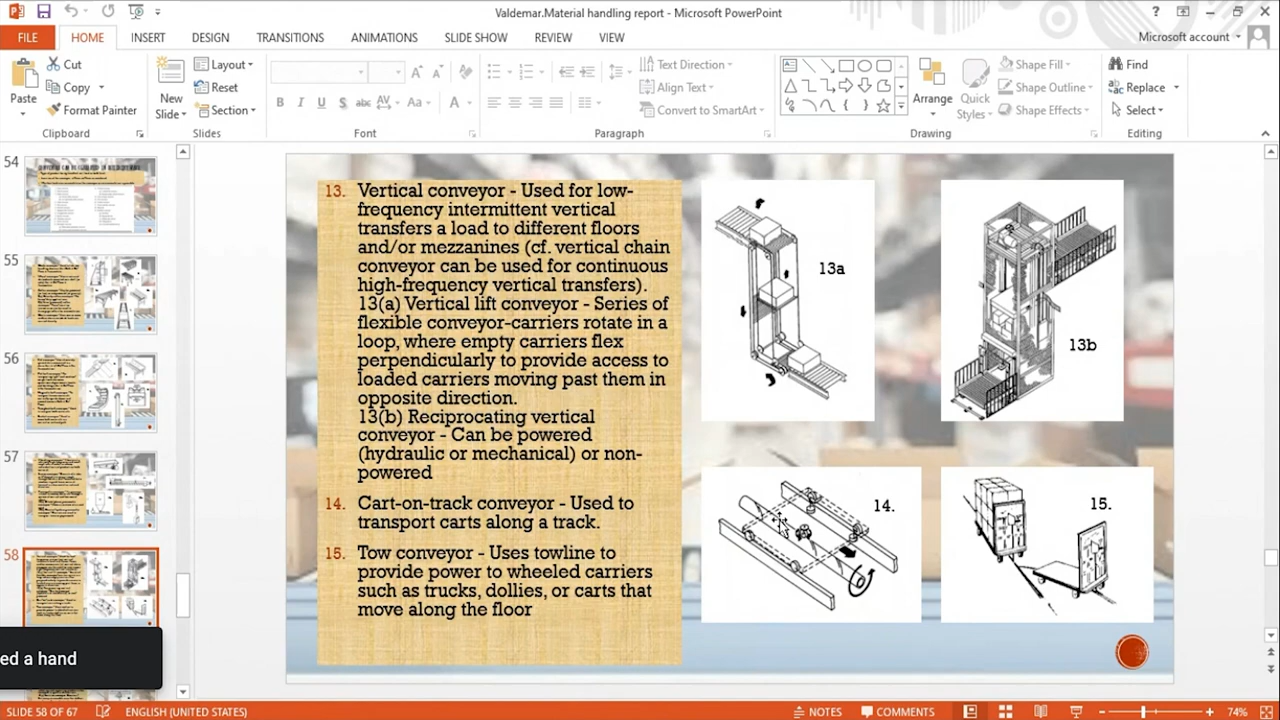 Valdemar.Material handling report - Microsoft PowerPoint
?
FILE
HOME
INSERT
DESIGN
TRANSITIONS
ANIMATIONS
SLIDE SHOW
REVIEW
VIEW
Microsoft account
Paste
Cut
Copy
Format Painter
Clipboard
New
Slide
Layout
Reset
Section
Slides
B I U S abc AV Aa A
Font
Text Direction
Align Text
Convert to SmartArt
Paragraph
Arrange
Quick
Styles
Shape Fill
Shape Outline
Shape Effects
Drawing
Find
Replace
Select
Editing
54
55
56
57
58
ed a hand
13. Vertical conveyor - Used for low-
frequency intermittent vertical
transfers a load to different floors
and/or mezzanines (cf. vertical chain
conveyor can be used for continuous
high-frequency vertical transfers).
13(a) Vertical lift conveyor - Series of
flexible conveyor-carriers rotate in a
loop, where empty carriers flex
perpendicularly to provide access to
loaded carriers moving past them in
opposite direction.
13(b) Reciprocating vertical
conveyor - Can be powered
(hydraulic or mechanical) or non-
powered
14. Cart-on-track conveyor - Used to
transport carts along a track.
15. Tow conveyor - Uses towline to
provide power to wheeled carriers
such as trucks, dollies, or carts that
move along the floor
13a
13b
14.
15.
SLIDE 58 OF 67
ENGLISH (UNITED STATES)
NOTES
COMMENTS
74%